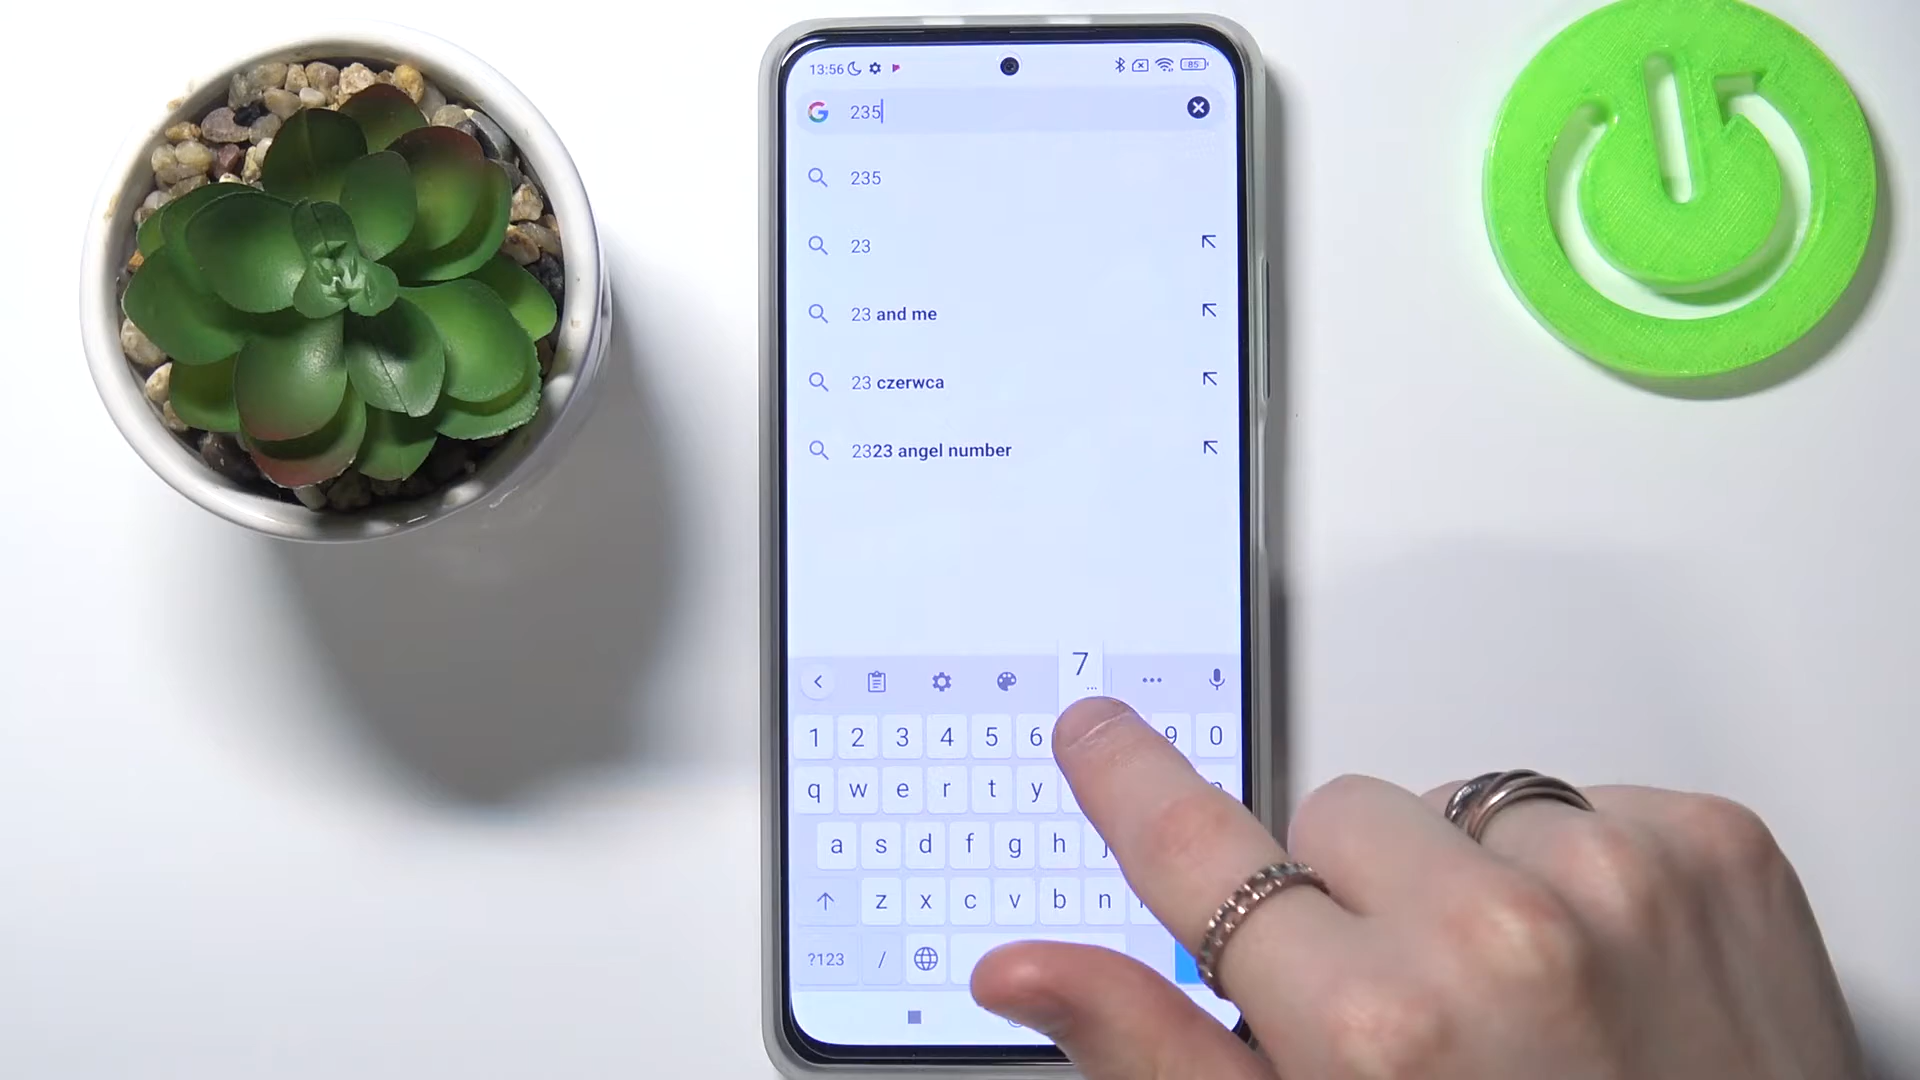 13:56 85
235
235
23
23 and me
23 czerwca
2323 angel number
7
1 2 3 4 5 6 9 0
q w e r t y
a s d f g h j
z x c v b n
?123 /